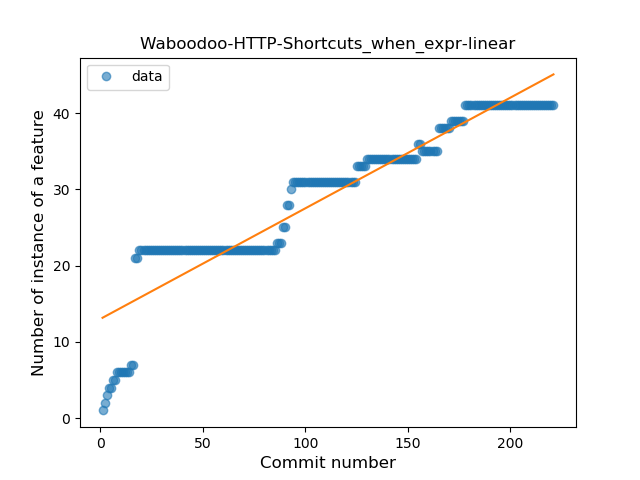 Waboodoo-HTTP-Shortcuts_when_expr-linear
data
Number of instance of a feature
40
30
20
10
0
0 50 100 150 200
Commit number